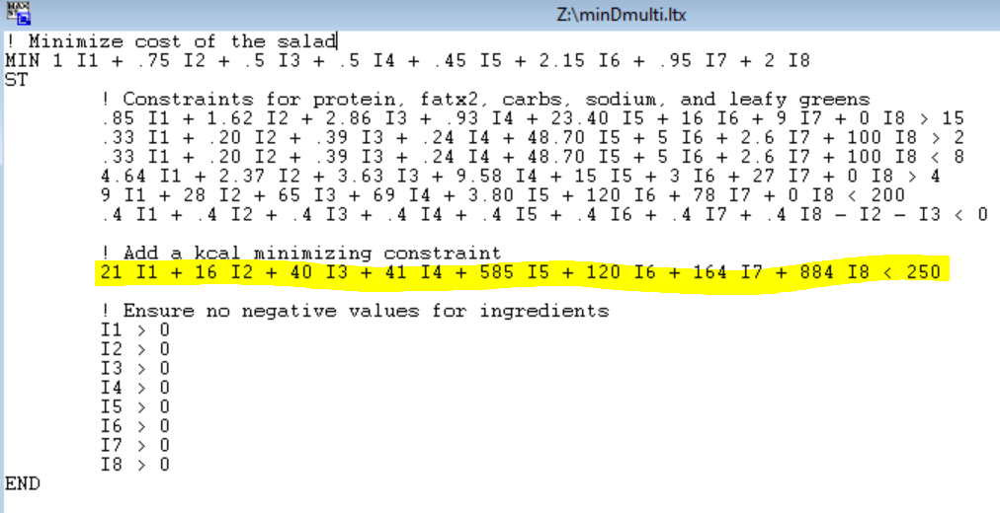 Z:\minDmulti.ltx
! Minimize cost of the salad
MIN 1 I1 + .75 I2 + .5 I3 + .5 I4 + .45 I5 + 2.15 I6 + .95 I7 + 2 I8
ST
! Constraints for protein, fatx2, carbs, sodium, and leafy greens
.85 I1 + 1.62 I2 + 2.86 I3 + .93 I4 + 23.40 I5 + 16 I6 + 9 I7 + 0 I8 > 15
.33 I1 + .20 I2 + .39 I3 + .24 I4 + 48.70 I5 + 5 I6 + 2.6 I7 + 100 I8 > 2
.33 I1 + .20 I2 + .39 I3 + .24 I4 + 48.70 I5 + 5 I6 + 2.6 I7 + 100 I8 < 8
4.64 I1 + 2.37 I2 + 3.63 I3 + 9.58 I4 + 15 I5 + 3 I6 + 27 I7 + 0 I8 > 4
9 I1 + 28 I2 + 65 I3 + 69 I4 + 3.80 I5 + 120 I6 + 78 I7 + 0 I8 < 200
.4 I1 + .4 I2 + .4 I3 + .4 I4 + .4 I5 + .4 I6 + .4 I7 + .4 I8 - I2 - I3 < 0
! Add a kcal minimizing constraint
21 I1 + 16 I2 + 40 I3 + 41 I4 + 585 I5 + 120 I6 + 164 I7 + 884 I8 < 250
! Ensure no negative values for ingredients
I1 > 0
I2 > 0
I3 > 0
I4 > 0
I5 > 0
I6 > 0
I7 > 0
I8 > 0
END